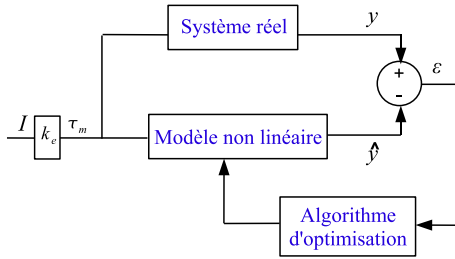 Système réel
y
+
ε
-
I
k_e
τ_m
Modèle non linéaire
ŷ
Algorithme
d'optimisation